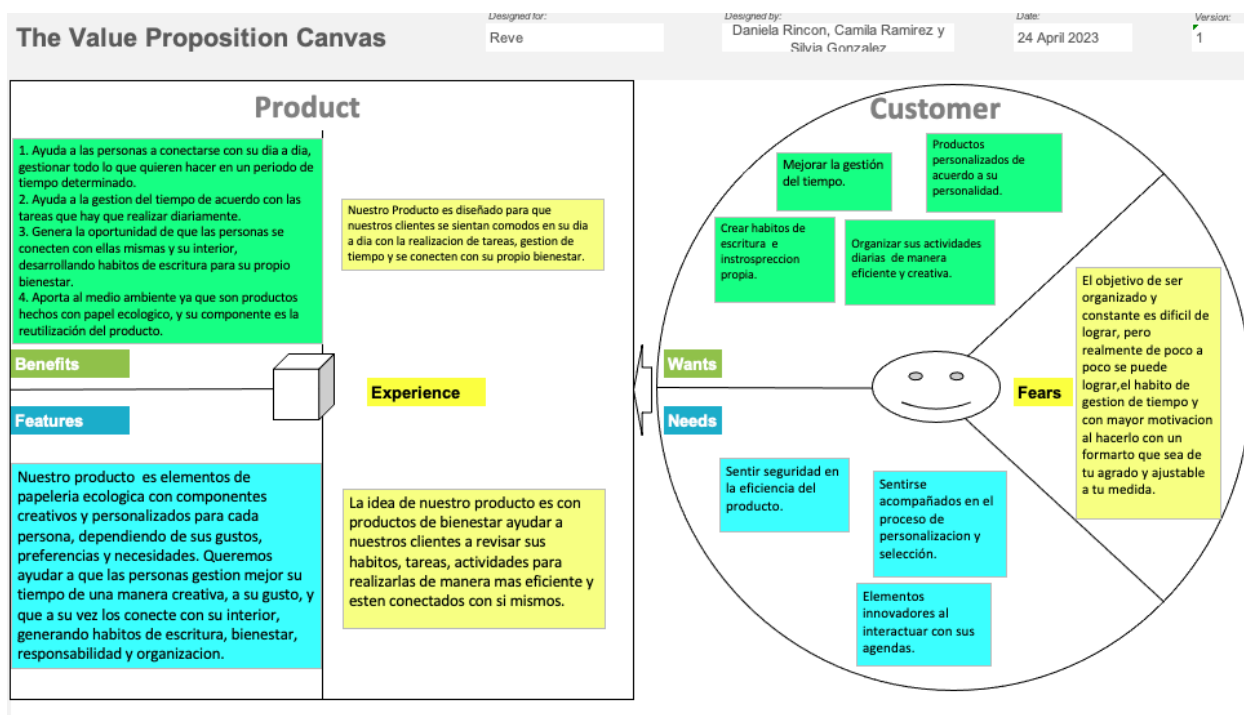 The Value Proposition Canvas
Designed for:
Reve
Designed by:
Daniela Rincon, Camila Ramirez y
Silvia Gonzalez
Date:
24 April 2023
Version:
1
Product
1. Ayuda a las personas a conectarse con su dia a dia,
gestionar todo lo que quieren hacer en un periodo de
tiempo determinado.
2. Ayuda a la gestion del tiempo de acuerdo con las
tareas que hay que realizar diariamente.
3. Genera la oportunidad de que las personas se
conecten con ellas mismas y su interior,
desarrollando habitos de escritura para su propio
bienestar.
4. Aporta al medio ambiente ya que son productos
hechos con papel ecologico, y su componente es la
reutilización del producto.
Benefits
Features
Nuestro producto es elementos de
papeleria ecologica con componentes
creativos y personalizados para cada
persona, dependiendo de sus gustos,
preferencias y necesidades. Queremos
ayudar a que las personas gestion mejor su
tiempo de una manera creativa, a su gusto, y
que a su vez los conecte con su interior,
generando habitos de escritura, bienestar,
responsabilidad y organizacion.
Nuestro Producto es diseñado para que
nuestros clientes se sientan comodos en su dia
a dia con la realizacion de tareas, gestion de
tiempo y se conecten con su propio bienestar.
Experience
La idea de nuestro producto es con
productos de bienestar ayudar a
nuestros clientes a revisar sus
habitos, tareas, actividades para
realizarlas de manera mas eficiente y
esten conectados con si mismos.
Customer
Mejorar la gestión
del tiempo.
Productos
personalizados de
acuerdo a su
personalidad.
Crear habitos de
escritura e
instrospreccion
propia.
Organizar sus actividades
diarias de manera
eficiente y creativa.
Wants
Needs
Sentir seguridad en
la eficiencia del
producto.
Sentirse
acompañados en el
proceso de
personalizacion y
selección.
Elementos
innovadores al
interactuar con sus
agendas.
Fears
El objetivo de ser
organizado y
constante es dificil de
lograr, pero
realmente de poco a
poco se puede
lograr,el habito de
gestion de tiempo y
con mayor motivacion
al hacerlo con un
formarto que sea de
tu agrado y ajustable
a tu medida.